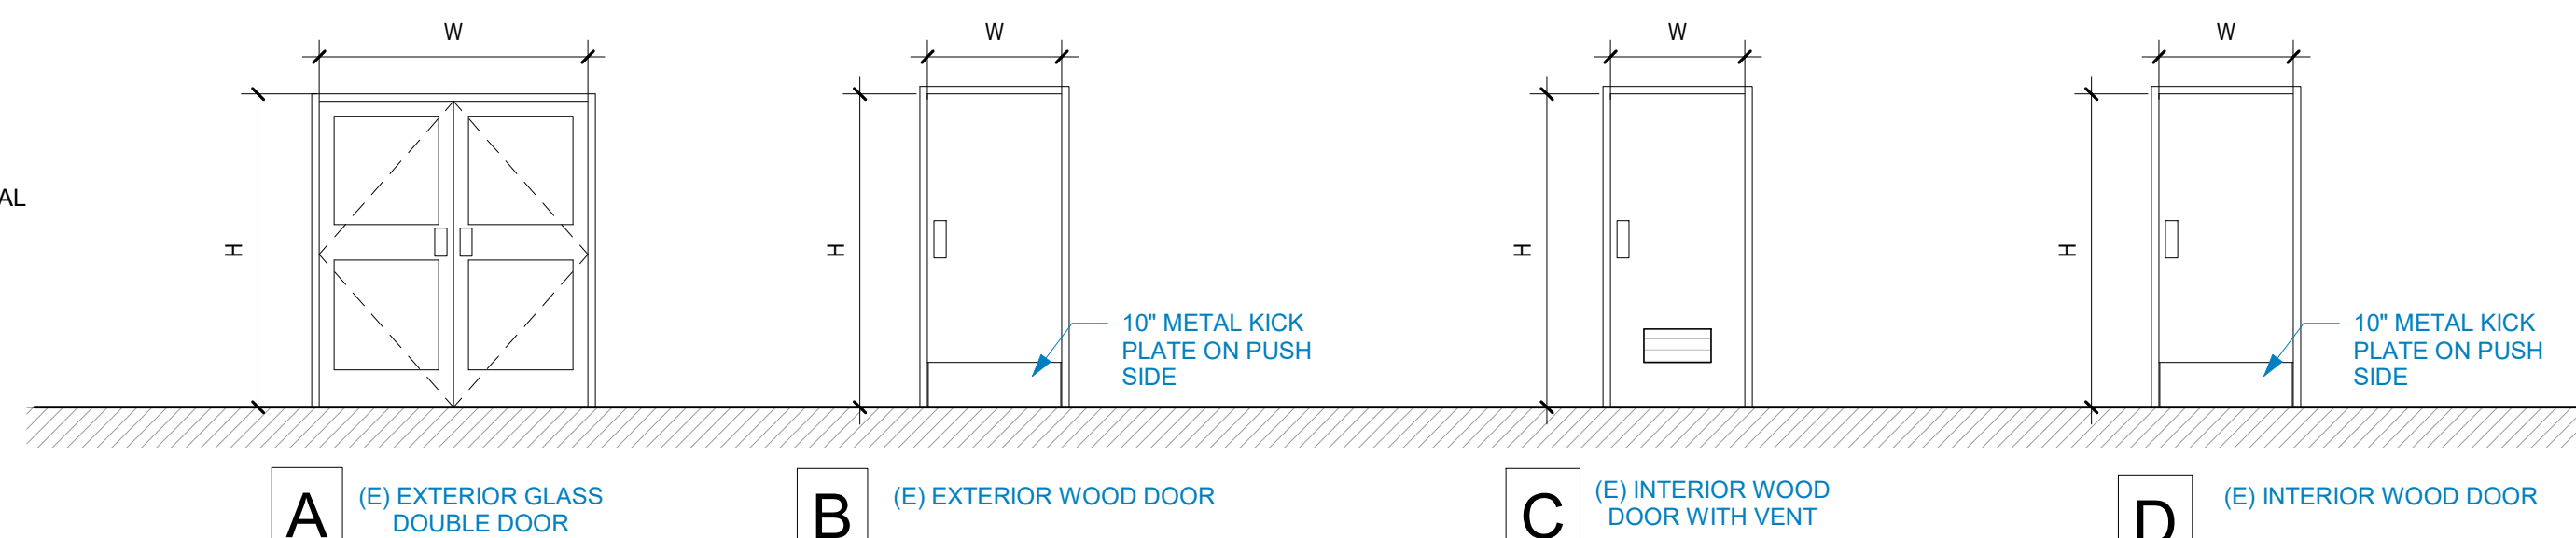 W
W
W
W
AL
H
H
H
H
10" METAL KICK
PLATE ON PUSH
SIDE
10" METAL KICK
PLATE ON PUSH
SIDE
A
(E) EXTERIOR GLASS
DOUBLE DOOR
B
(E) EXTERIOR WOOD DOOR
C
(E) INTERIOR WOOD
DOOR WITH VENT
D
(E) INTERIOR WOOD DOOR